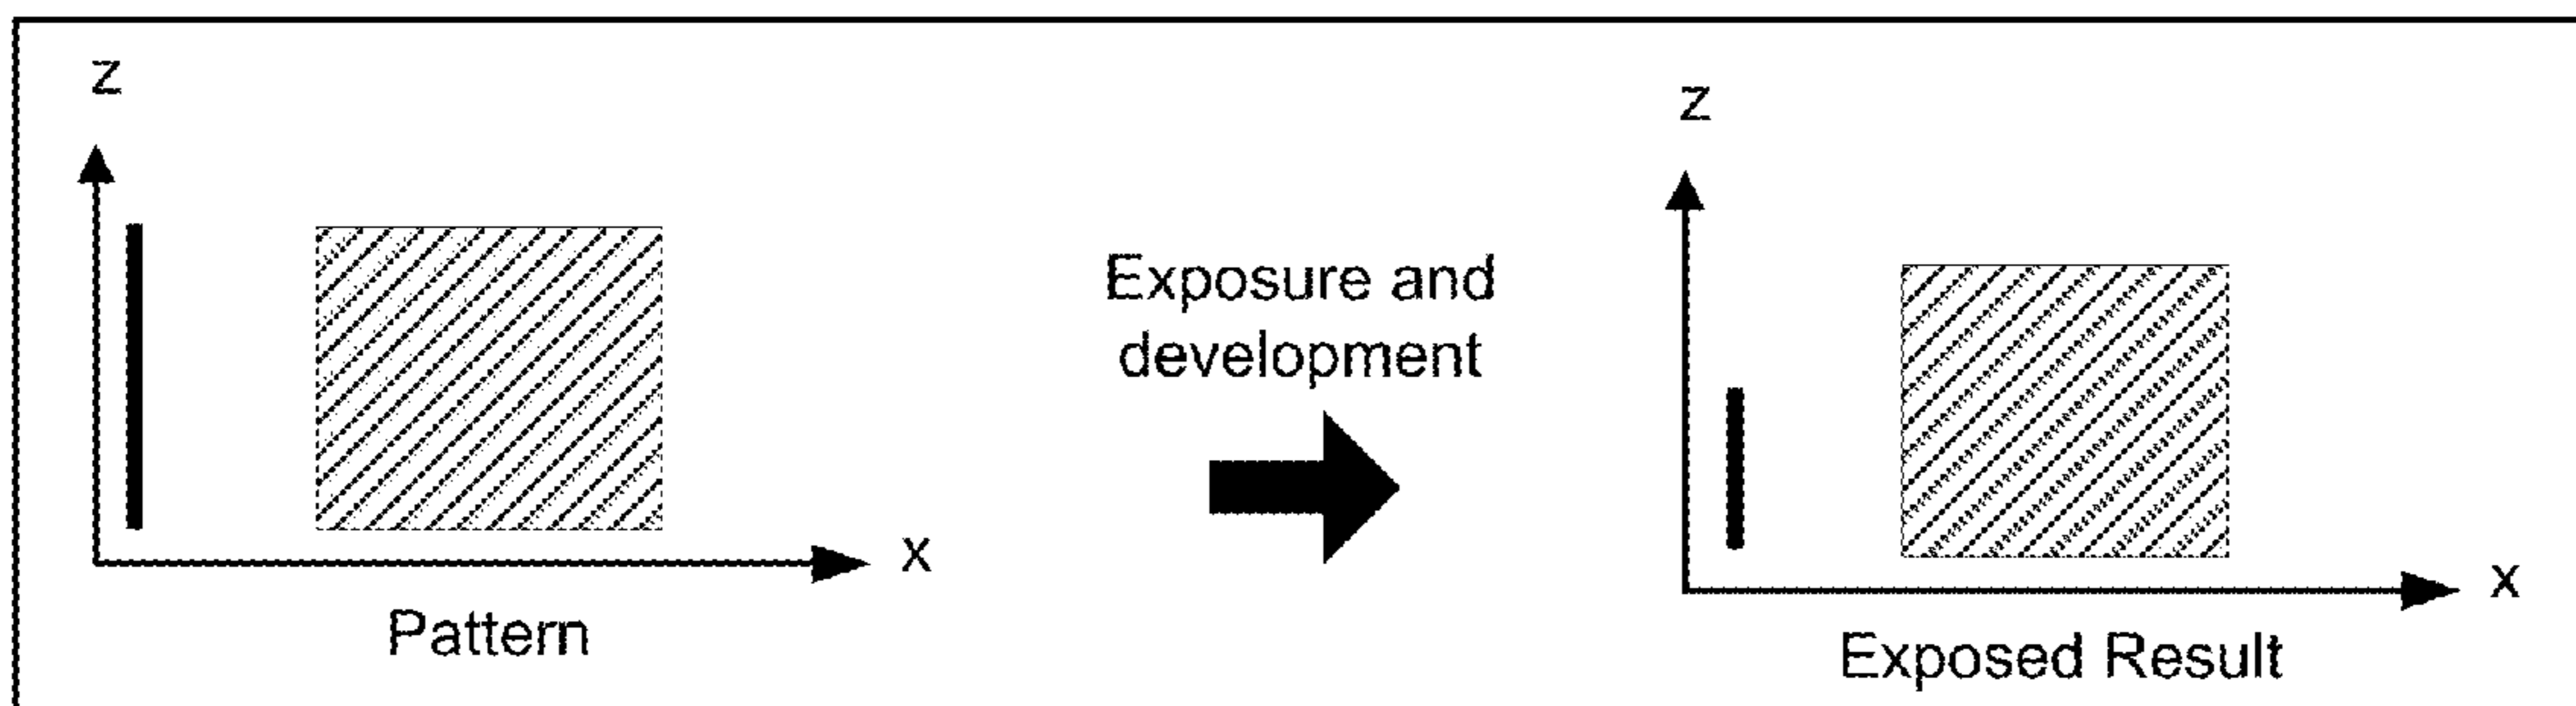 z
x
Pattern
Exposure and
development
z
x
Exposed Result